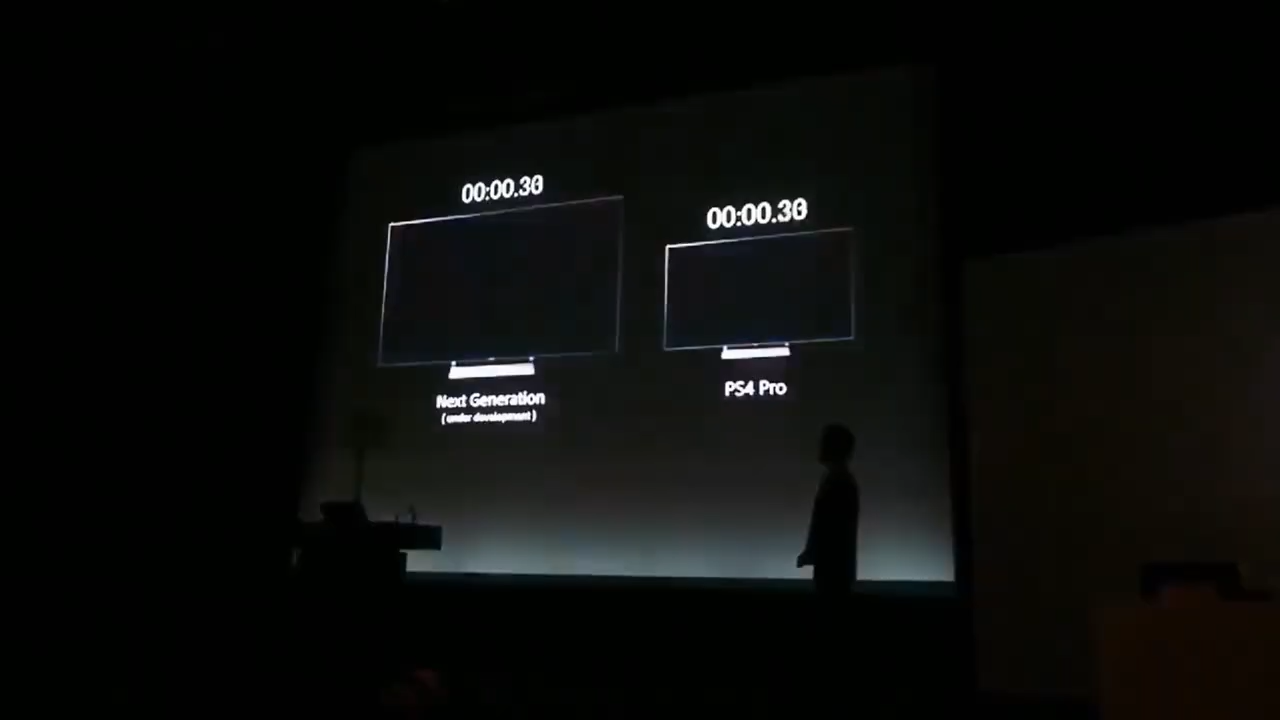 00:00.30
00:00.30
Next Generation
( under development )
PS4 Pro